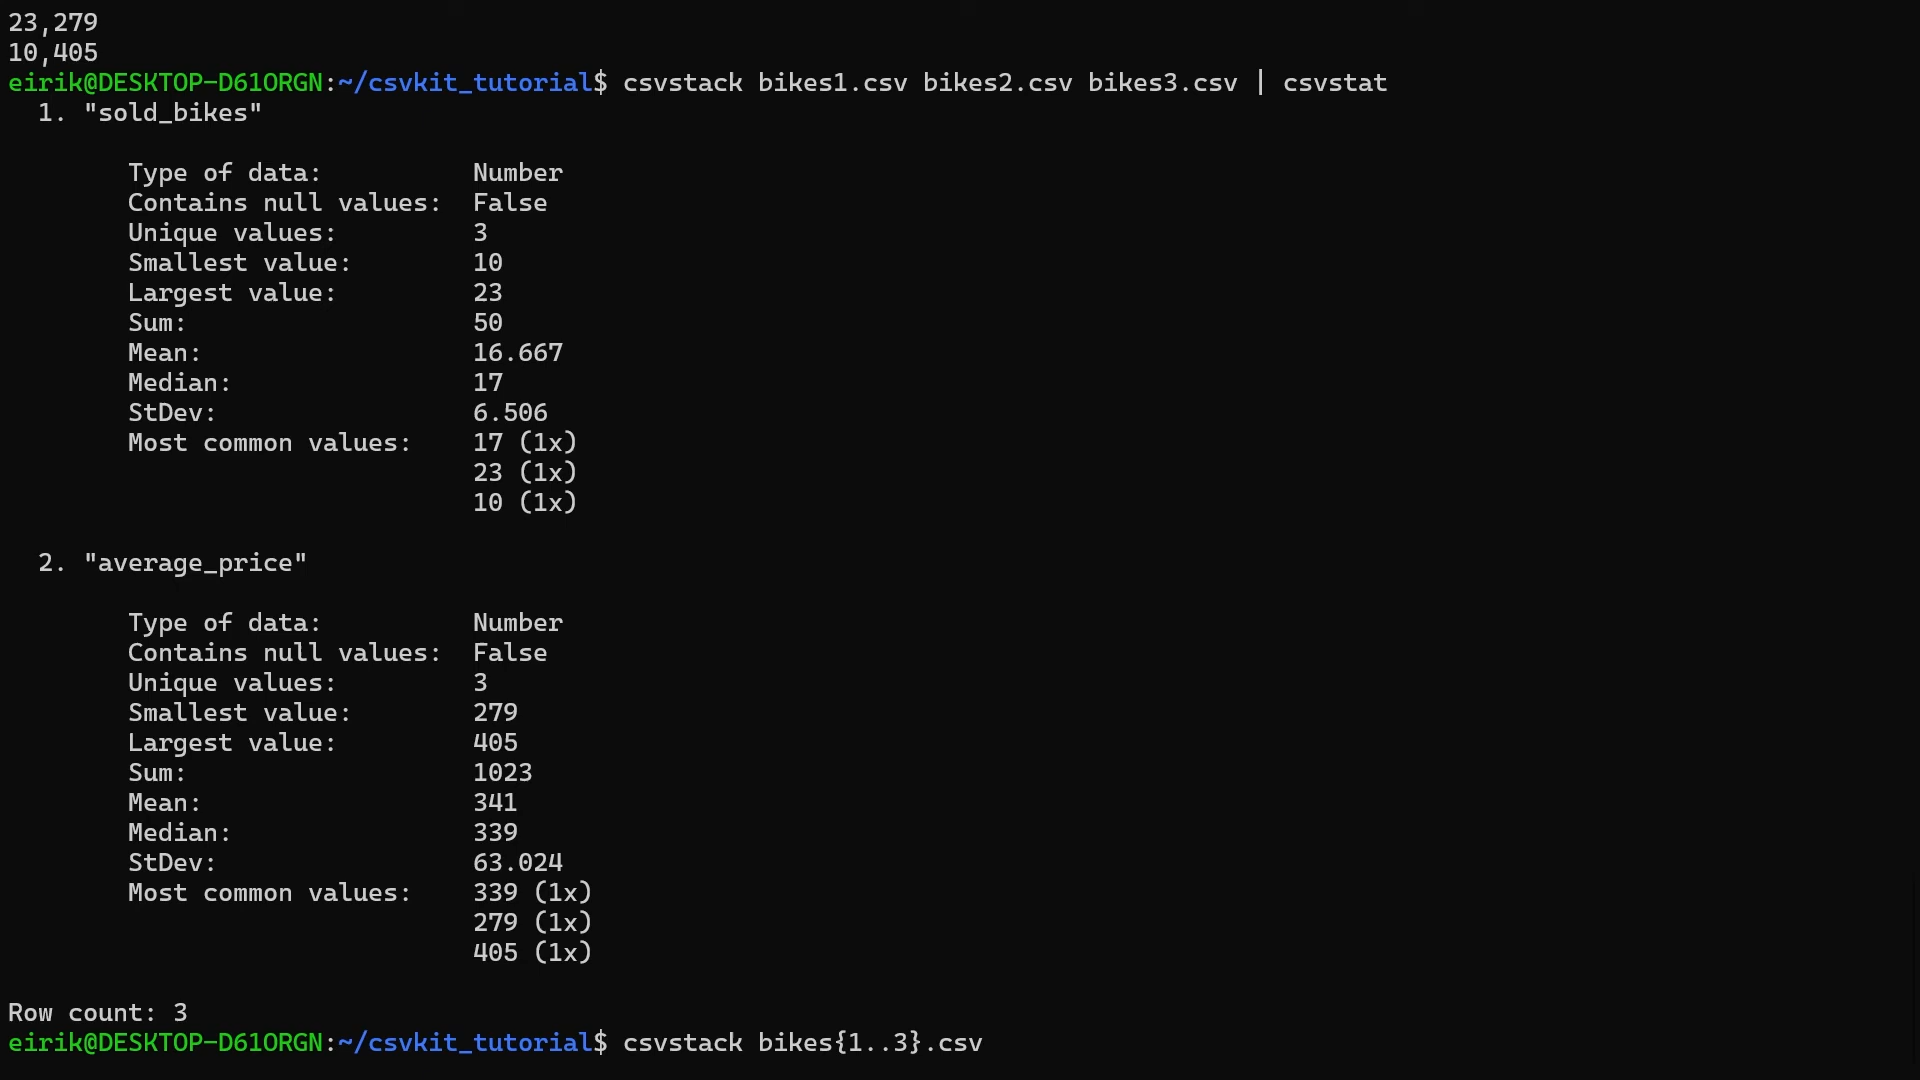 23,279
10,405
eirik@DESKTOP-D61ORGN:~/csvkit_tutorial$ csvstack bikes1.csv bikes2.csv bikes3.csv | csvstat
  1. "sold_bikes"

        Type of data:          Number
        Contains null values:  False
        Unique values:         3
        Smallest value:        10
        Largest value:         23
        Sum:                   50
        Mean:                  16.667
        Median:                17
        StDev:                 6.506
        Most common values:    17 (1x)
                               23 (1x)
                               10 (1x)

  2. "average_price"

        Type of data:          Number
        Contains null values:  False
        Unique values:         3
        Smallest value:        279
        Largest value:         405
        Sum:                   1023
        Mean:                  341
        Median:                339
        StDev:                 63.024
        Most common values:    339 (1x)
                               279 (1x)
                               405 (1x)

Row count: 3
eirik@DESKTOP-D61ORGN:~/csvkit_tutorial$ csvstack bikes{1..3}.csv